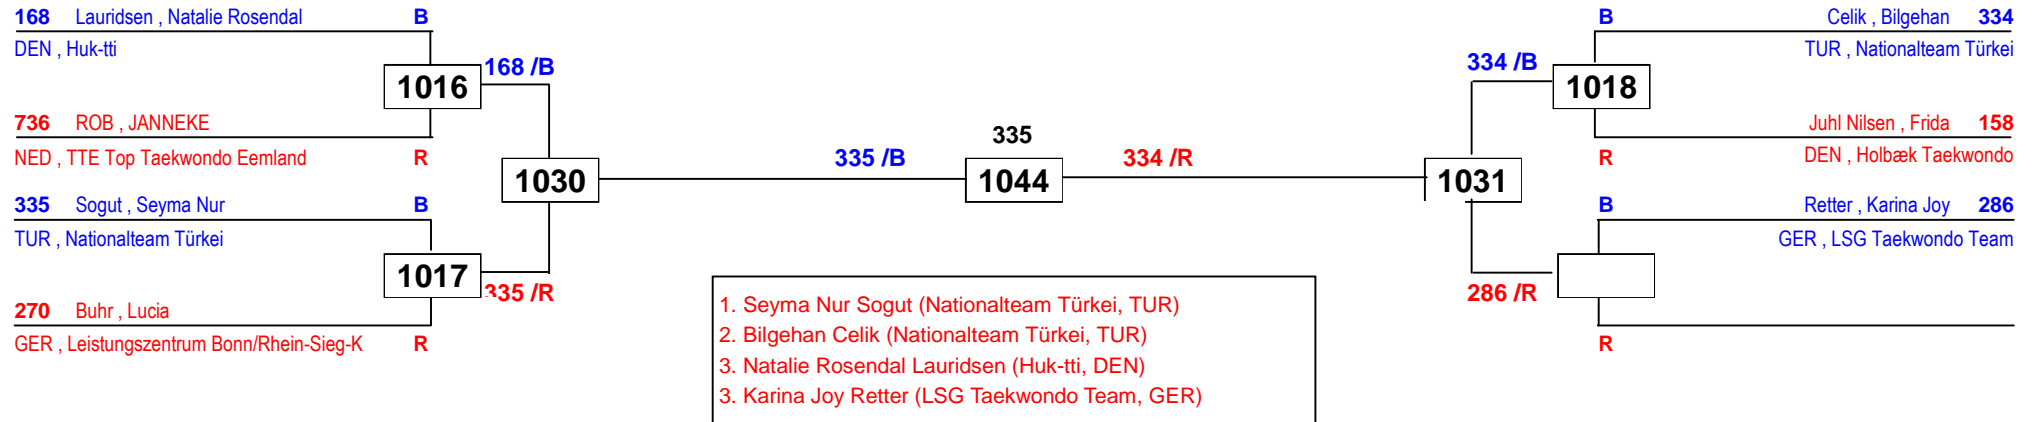 168 Lauridsen , Natalie Rosendal B
DEN , Huk-tti
1016
168 /B
736 ROB , JANNEKE
NED , TTE Top Taekwondo Eemland R
1030
335 Sogut , Seyma Nur B
TUR , Nationalteam Türkei
1017
335 /R
270 Buhr , Lucia
GER , Leistungszentrum Bonn/Rhein-Sieg-K R
335 /B
335
1044
334 /R
B Celik , Bilgehan 334
TUR , Nationalteam Türkei
334 /B
1018
Juhl Nilsen , Frida 158
R DEN , Holbæk Taekwondo
1031
B Retter , Karina Joy 286
GER , LSG Taekwondo Team
286 /R
R
1. Seyma Nur Sogut (Nationalteam Türkei, TUR)
2. Bilgehan Celik (Nationalteam Türkei, TUR)
3. Natalie Rosendal Lauridsen (Huk-tti, DEN)
3. Karina Joy Retter (LSG Taekwondo Team, GER)